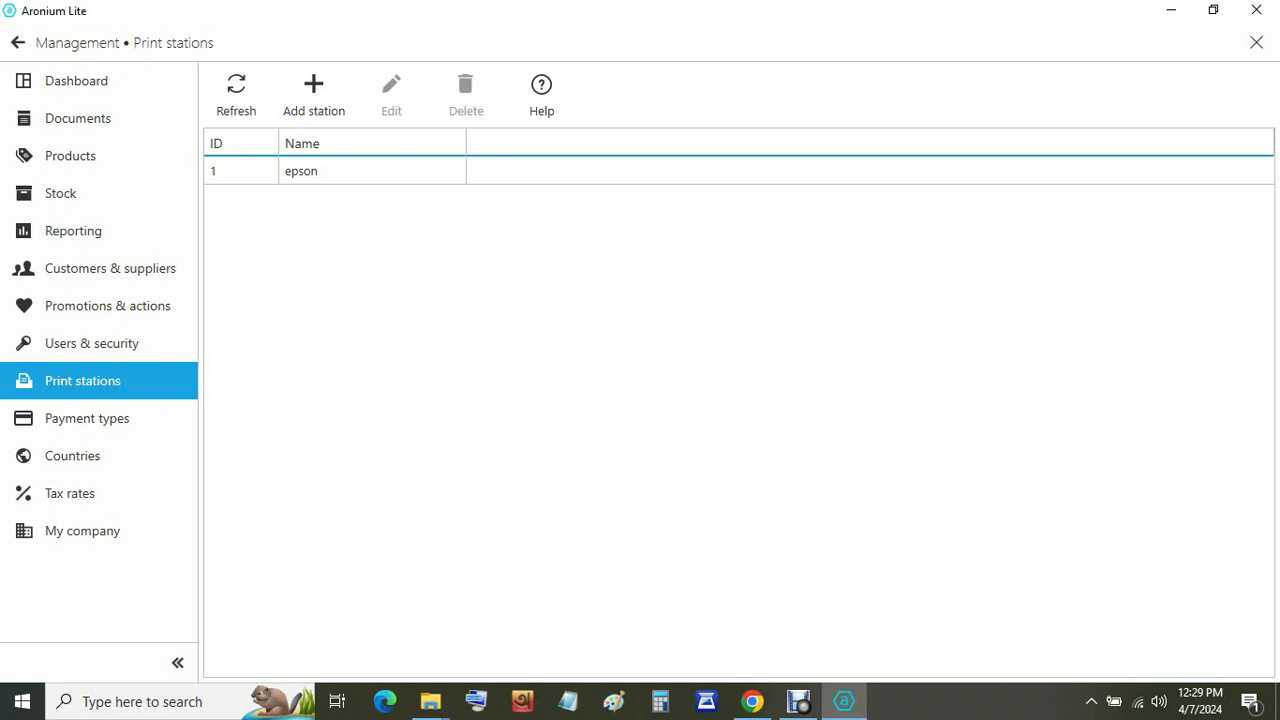 Aronium Lite
Management • Print stations
Dashboard
Documents
Products
Stock
Reporting
Customers & suppliers
Promotions & actions
Users & security
Print stations
Payment types
Countries
Tax rates
My company
Refresh
Add station
Edit
Delete
Help
ID Name
1 epson
Type here to search
12:29 PM
4/7/2024
1